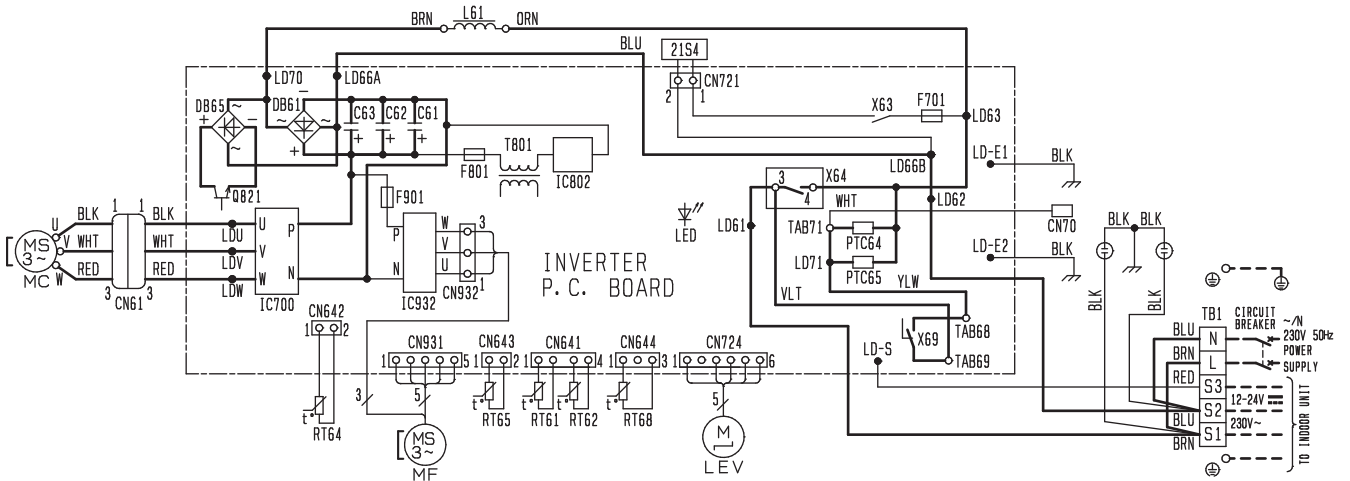 BRN L61 ORN
BLU
21S4
LD70 LD66A CN721
2 1
DB65 DB61 C63 C62 C61
X63 F701 LD63
~ − ~ ~
+ − + + + +
~
T801
F801 IC802
LD66B LD-E1 BLK
Q821 F901
3 X64
4 WHT LD62
LED LD61 TAB71 CN70
PTC64
LD-E2 BLK
LD71 PTC65
YLW
VLT
BLK BLK
BLK BLK
U BLK 1 1 BLK LDU U P
MS 3~ V WHT WHT LDV V
W RED 3 3 RED LDW W N
MC CN61 IC700
P W 3
V
N U 1
IC932 CN932
INVERTER
P. C. BOARD
X69 TAB68
TAB69
LD-S
CN642
1 2
t° RT64
CN931 CN643 CN641 CN644 CN724
1 5 1 2 1 4 1 3 1 6
3 5 t° RT65 t° RT61 t° RT62 t° RT68 5
MS 3~
MF
M
LEV
TB1 CIRCUIT
BREAKER ~/N
BLU N 230V 50Hz
BRN L POWER
SUPPLY
RED S3
12-24V
S2
BLU 230V~
S1
BRN
TO INDOOR UNIT